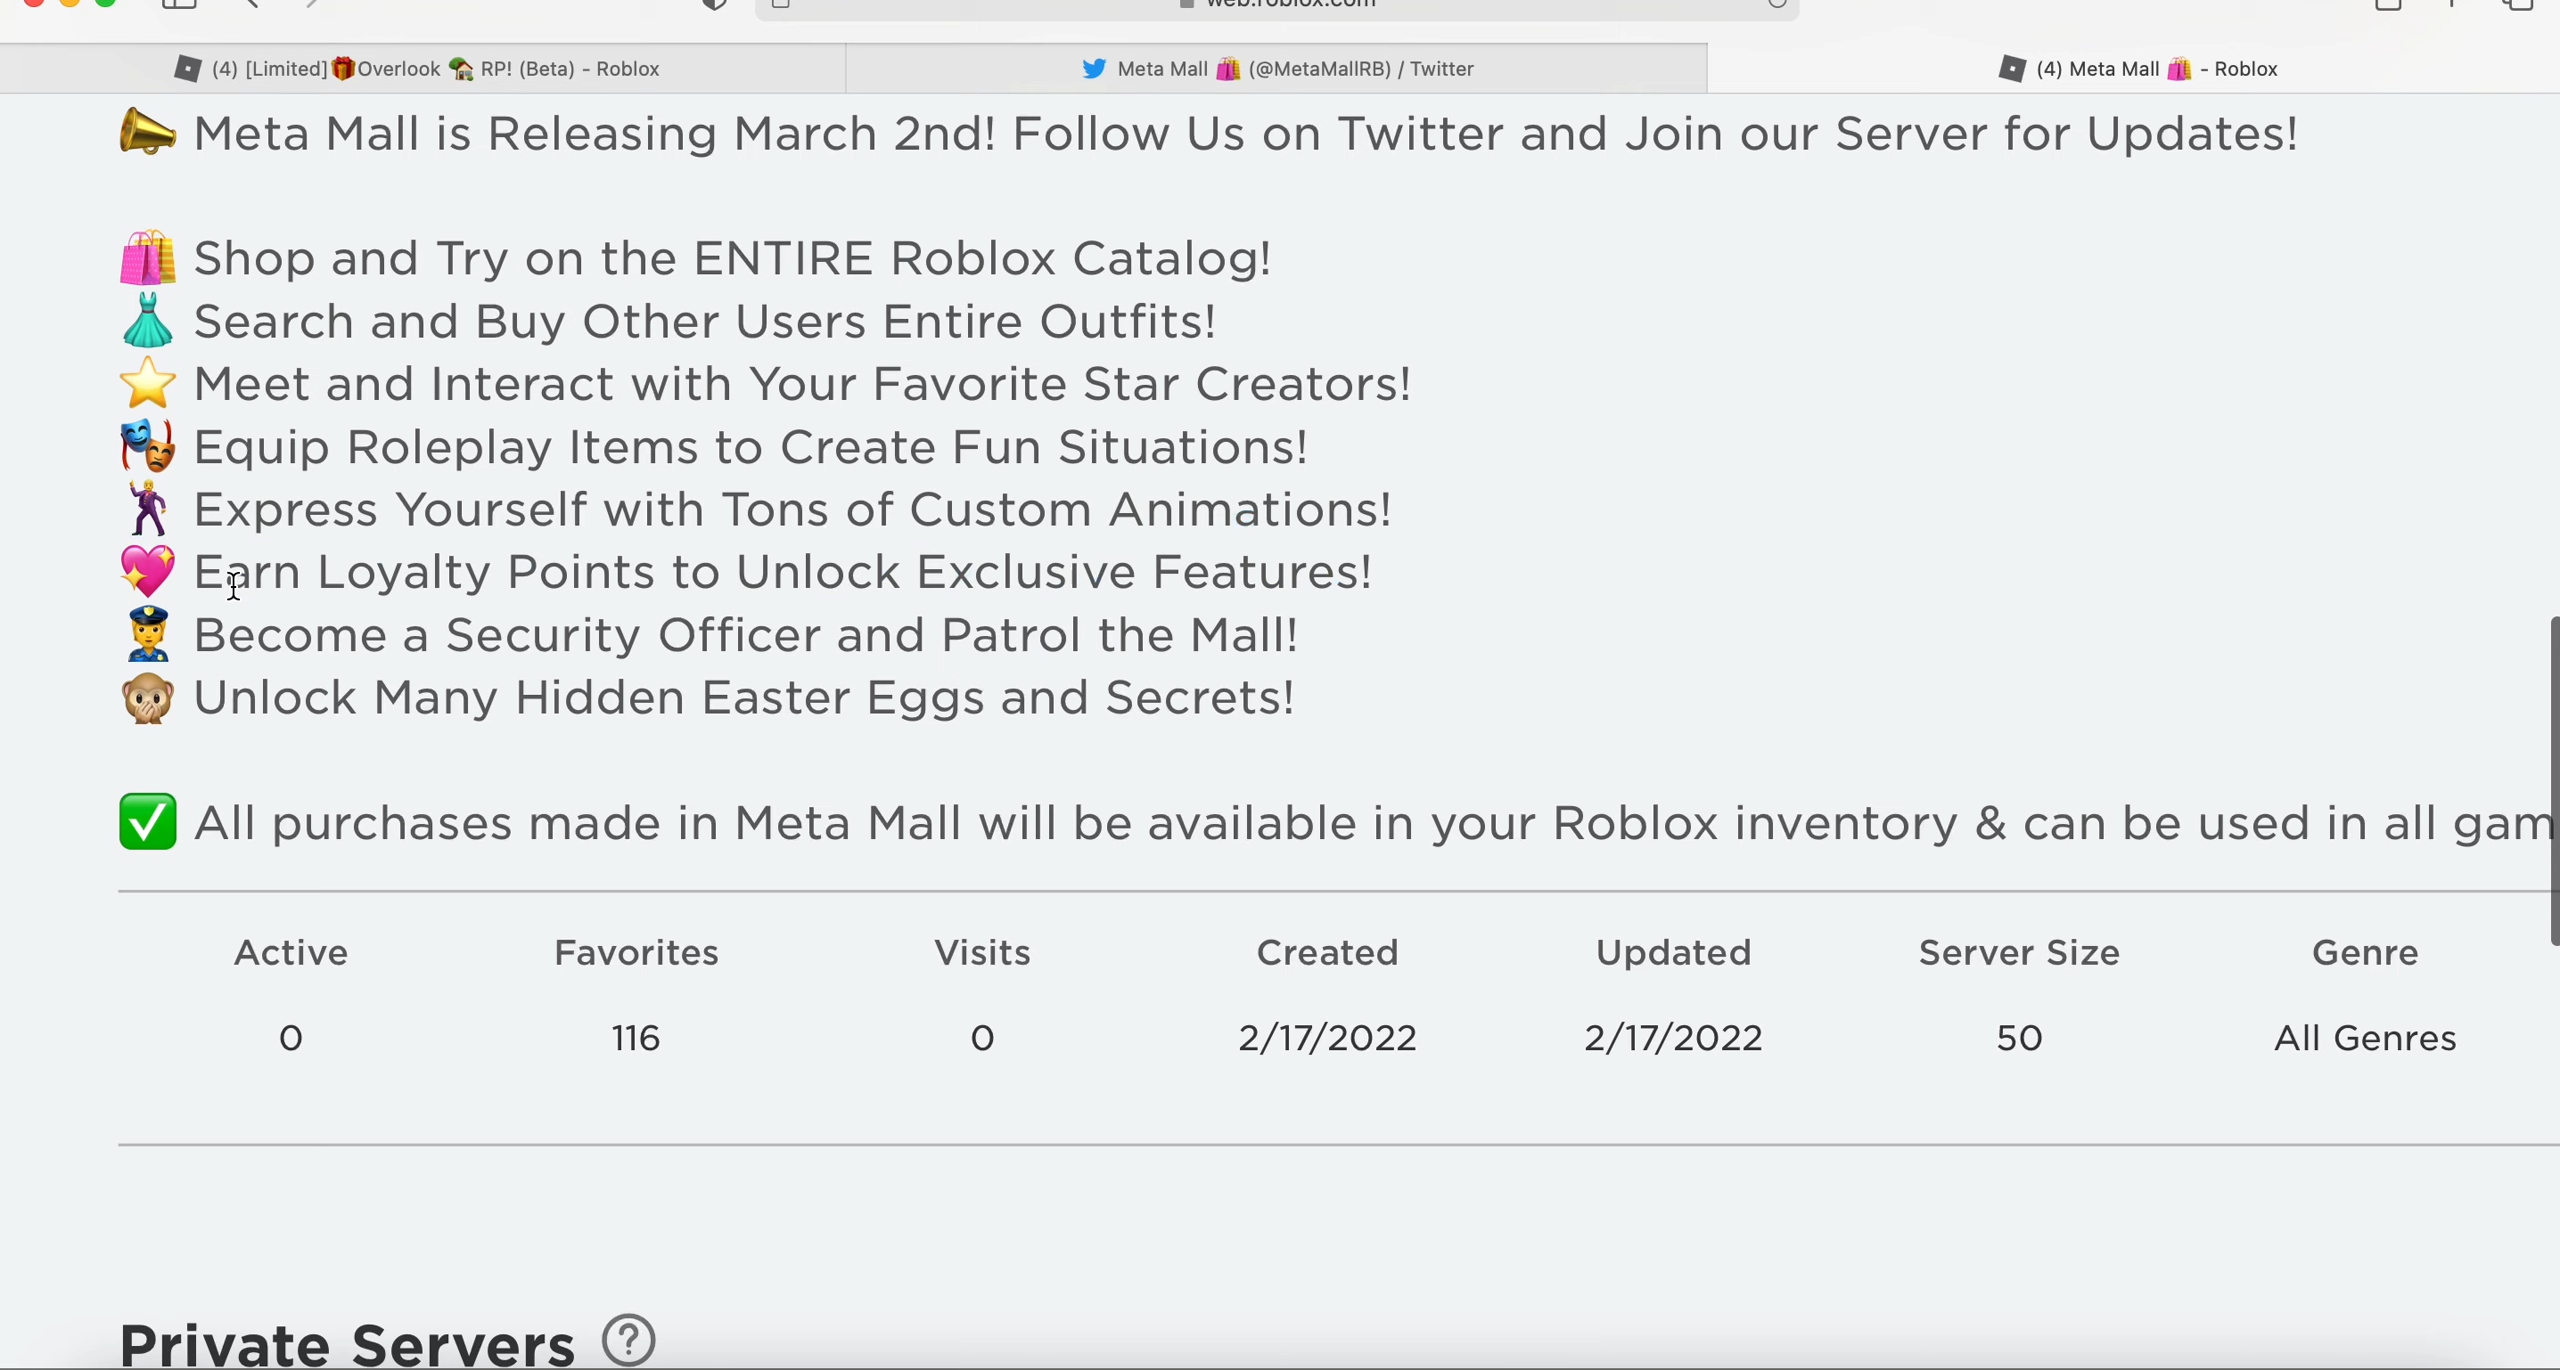 web.roblox.com
(4) [Limited]🎁Overlook 🏡 RP! (Beta) - Roblox
Meta Mall 🛍️ (@MetaMallRB) / Twitter
(4) Meta Mall 🛍️ - Roblox
📣 Meta Mall is Releasing March 2nd! Follow Us on Twitter and Join our Server for Updates!
🛍️ Shop and Try on the ENTIRE Roblox Catalog!
👗 Search and Buy Other Users Entire Outfits!
⭐ Meet and Interact with Your Favorite Star Creators!
🎭 Equip Roleplay Items to Create Fun Situations!
🕺 Express Yourself with Tons of Custom Animations!
💖 Earn Loyalty Points to Unlock Exclusive Features!
👮 Become a Security Officer and Patrol the Mall!
🙊 Unlock Many Hidden Easter Eggs and Secrets!
✅ All purchases made in Meta Mall will be available in your Roblox inventory & can be used in all gam
Active Favorites Visits Created Updated Server Size Genre
0 116 0 2/17/2022 2/17/2022 50 All Genres
Private Servers ?